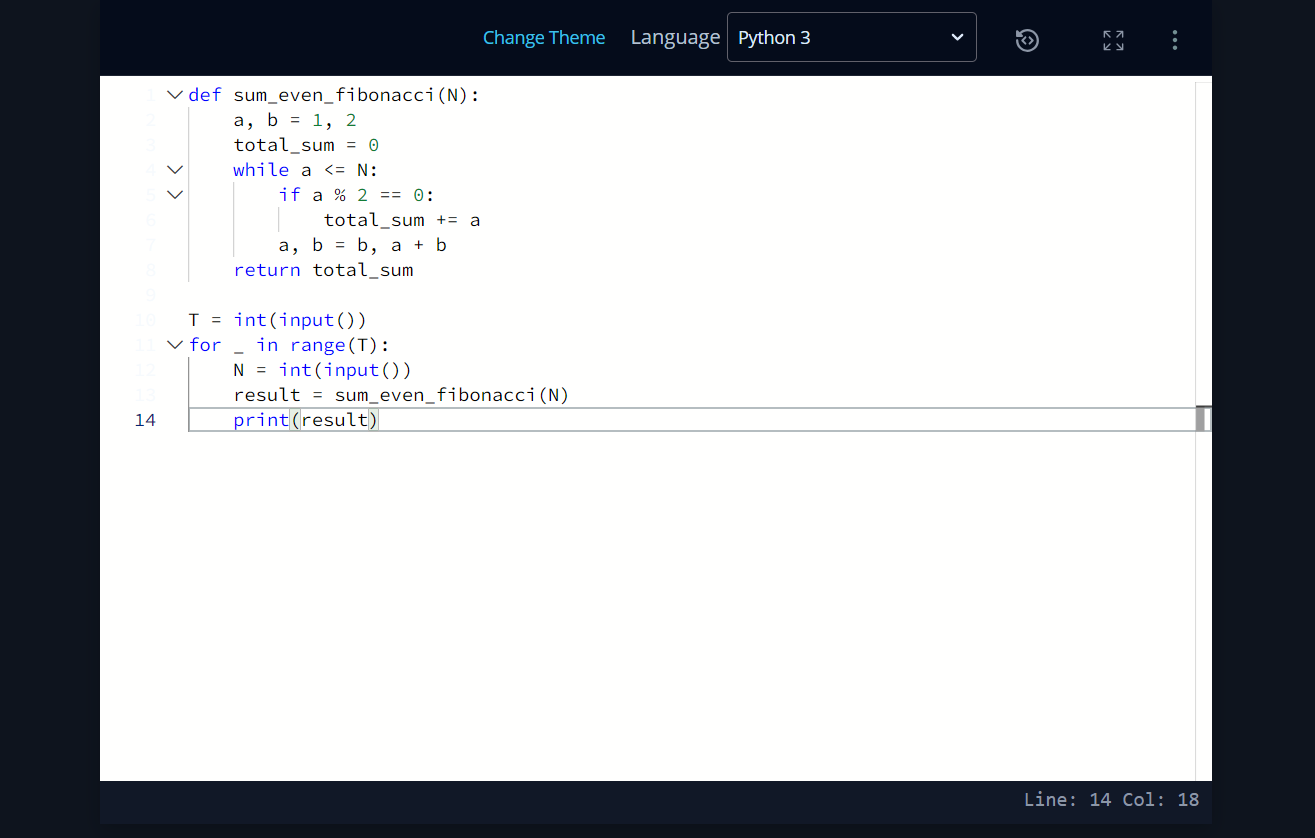 Change Theme Language Python 3
1 def sum_even_fibonacci(N):
2     a, b = 1, 2
3     total_sum = 0
4     while a <= N:
5         if a % 2 == 0:
6             total_sum += a
7         a, b = b, a + b
8     return total_sum
9
10 T = int(input())
11 for _ in range(T):
12     N = int(input())
13     result = sum_even_fibonacci(N)
14     print(result)
Line: 14 Col: 18